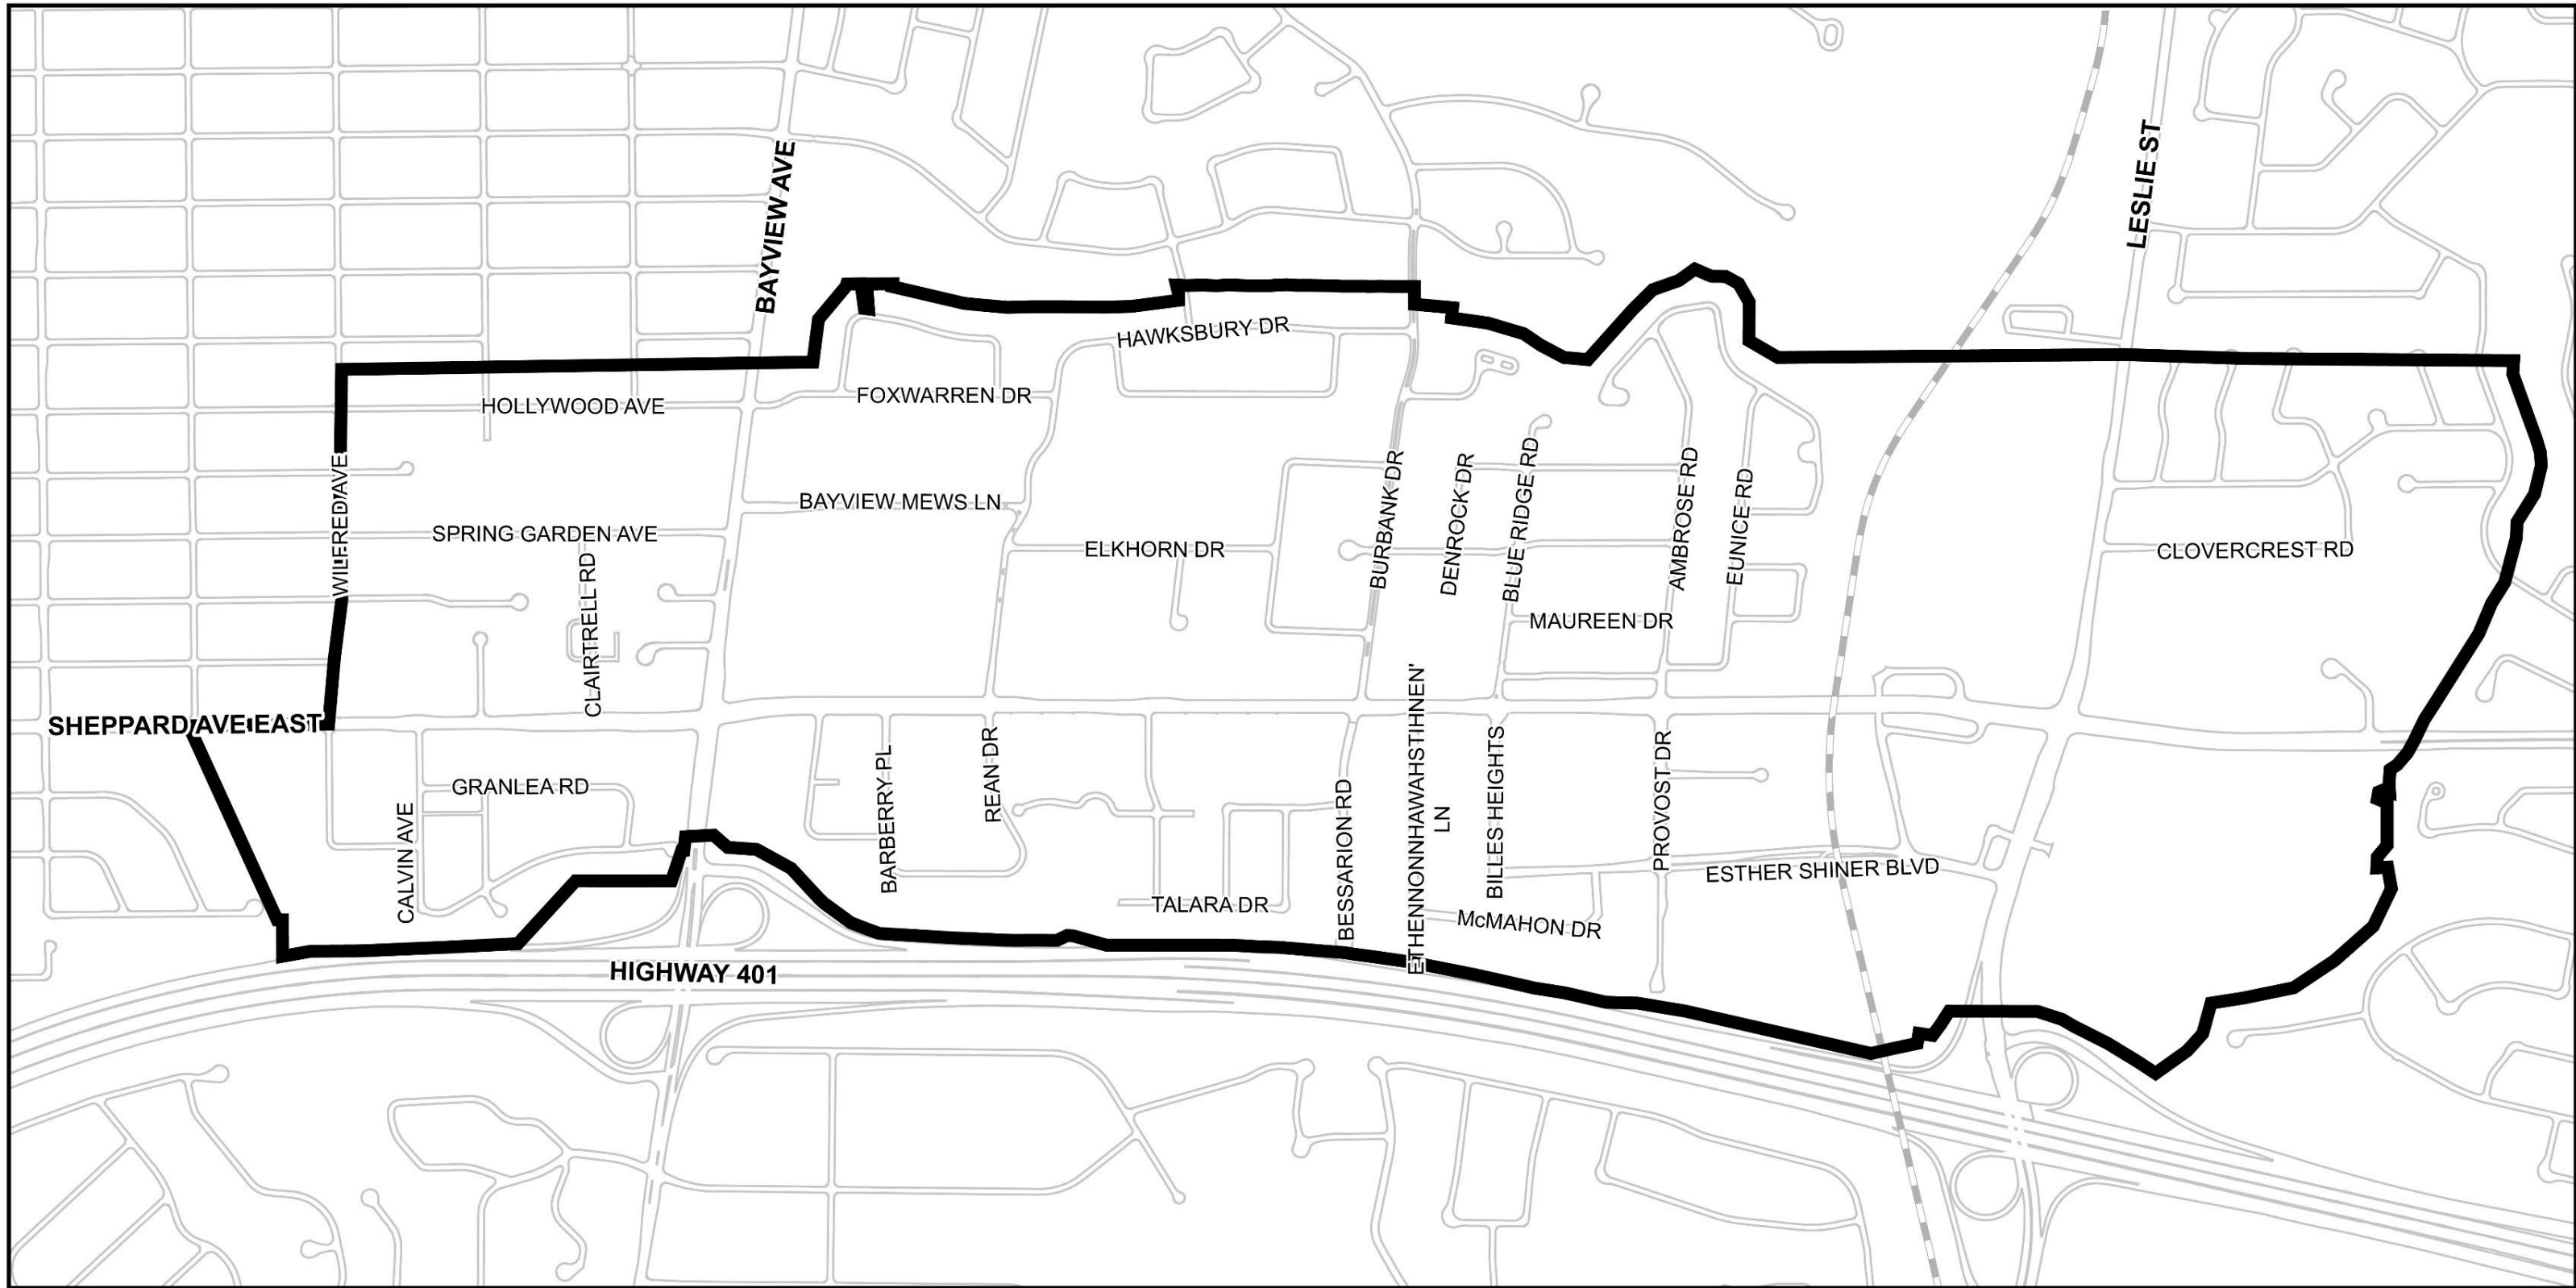 BAYVIEW AVE
LESLIE ST
HAWKSBURY DR
HOLLYWOOD AVE
FOXWARREN DR
WILFRED AVE
SPRING GARDEN AVE
BAYVIEW MEWS LN
ELKHORN DR
BURBANK DR
DENROCK DR
BLUE RIDGE RD
AMBROSE RD
EUNICE RD
CLOVERCREST RD
CLAIRTRELL RD
MAUREEN DR
SHEPPARD AVE EAST
GRANLEA RD
CALVIN AVE
BARBERRY PL
REAN DR
BESSARION RD
ETHENNONNHAWAHSTIHNEN'
LN
BILLES HEIGHTS
PROVOST DR
ESTHER SHINER BLVD
TALARA DR
McMAHON DR
HIGHWAY 401